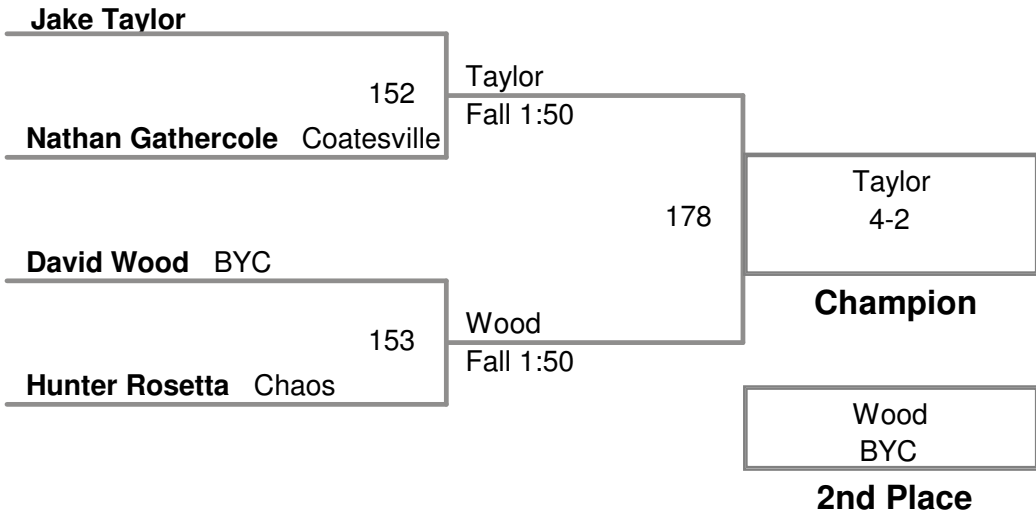 Jake Taylor
152
Taylor
Fall 1:50
Nathan Gathercole Coatesville
178
Taylor
4-2
Champion
David Wood BYC
153
Wood
Fall 1:50
Hunter Rosetta Chaos
Wood
BYC
2nd Place